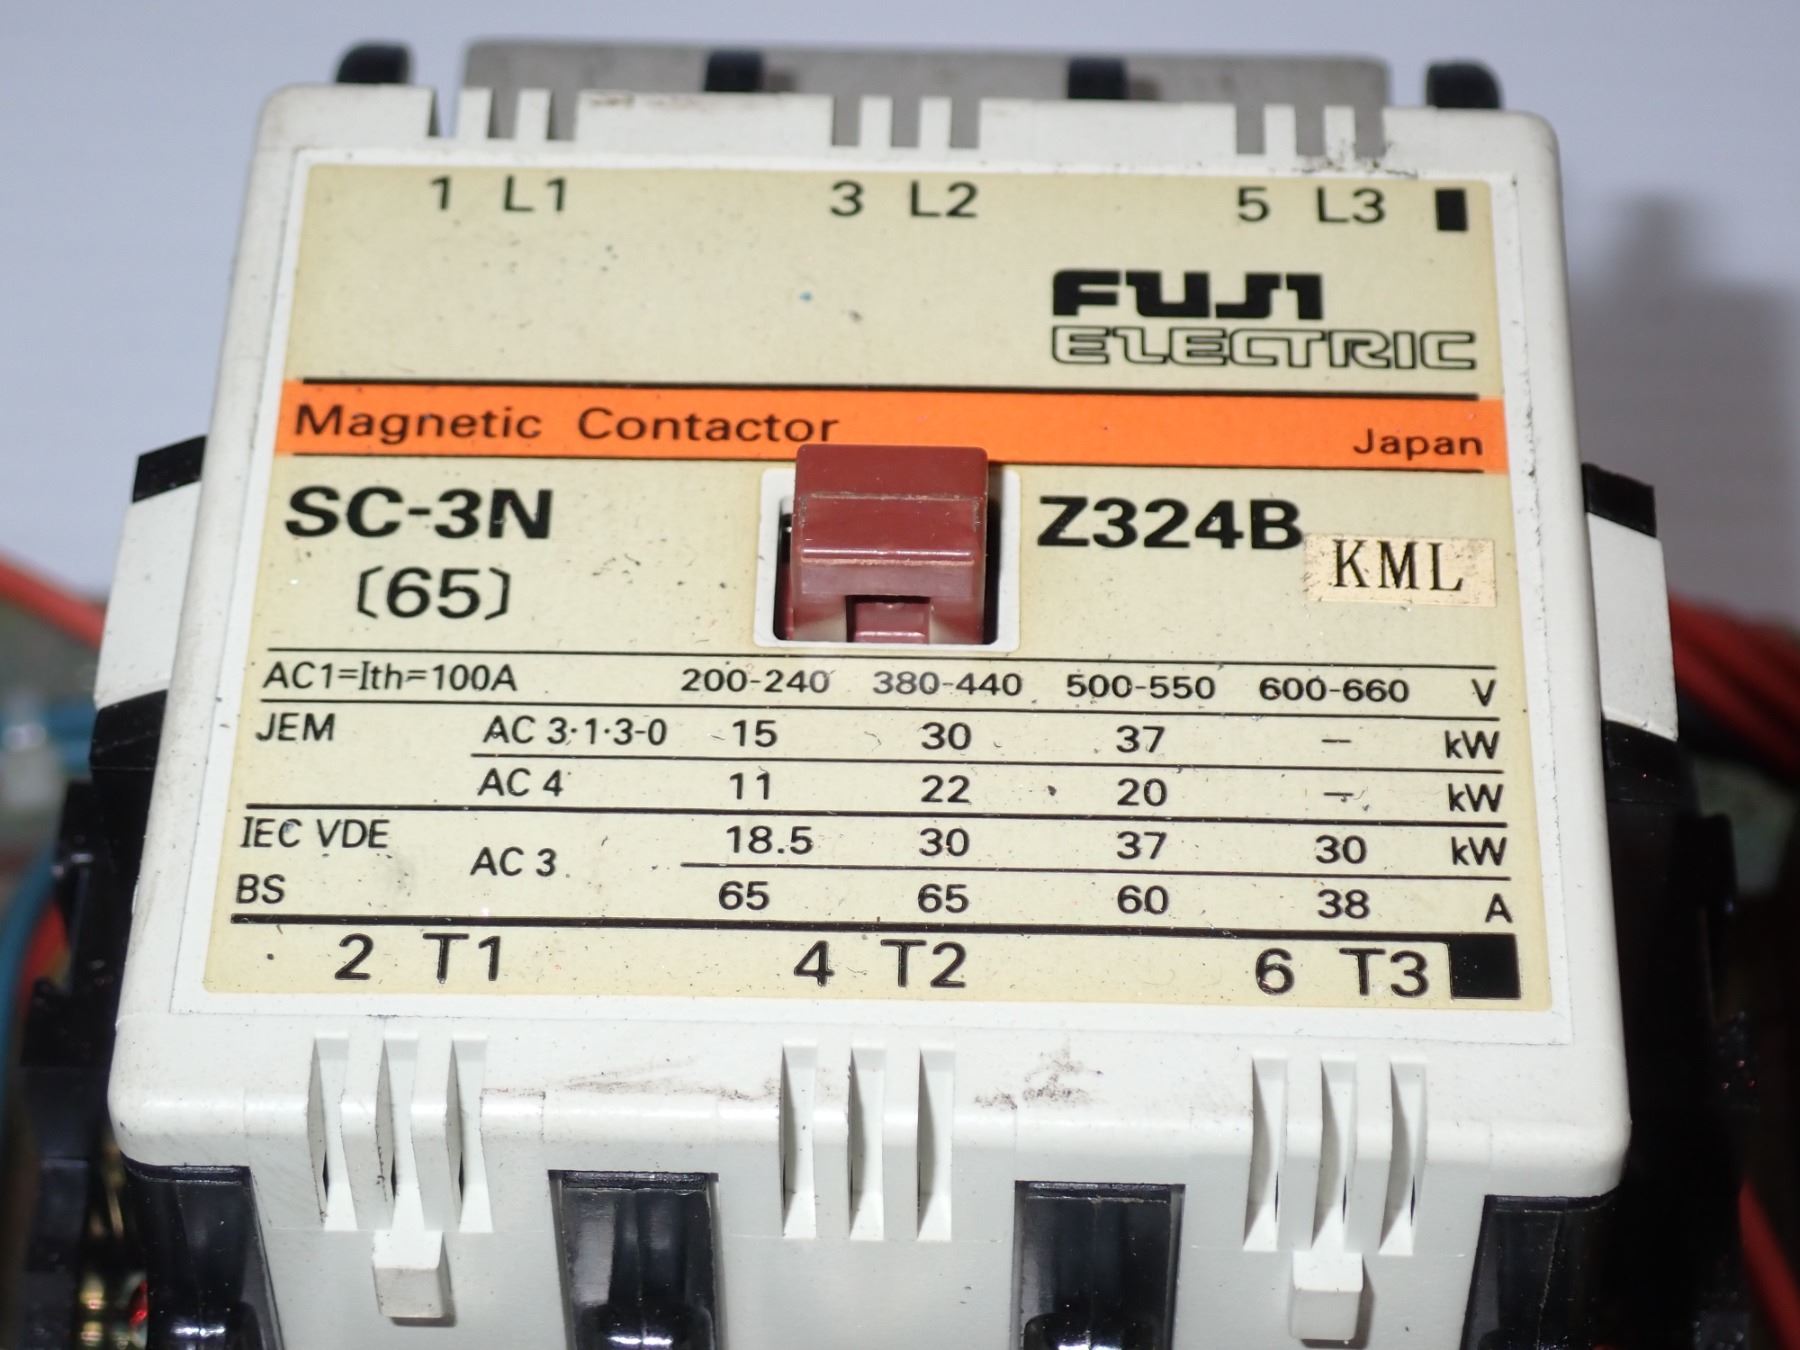 1 L1 3 L2 5 L3
FUJI
ELECTRIC
Magnetic Contactor Japan
SC-3N Z324B KML
〔65〕
AC1=Ith=100A 200-240 380-440 500-550 600-660 V
JEM AC 3·1·3-0 15 30 37 – kW
AC 4 11 22 20 – kW
IEC VDE AC 3 18.5 30 37 30 kW
BS 65 65 60 38 A
2 T1 4 T2 6 T3